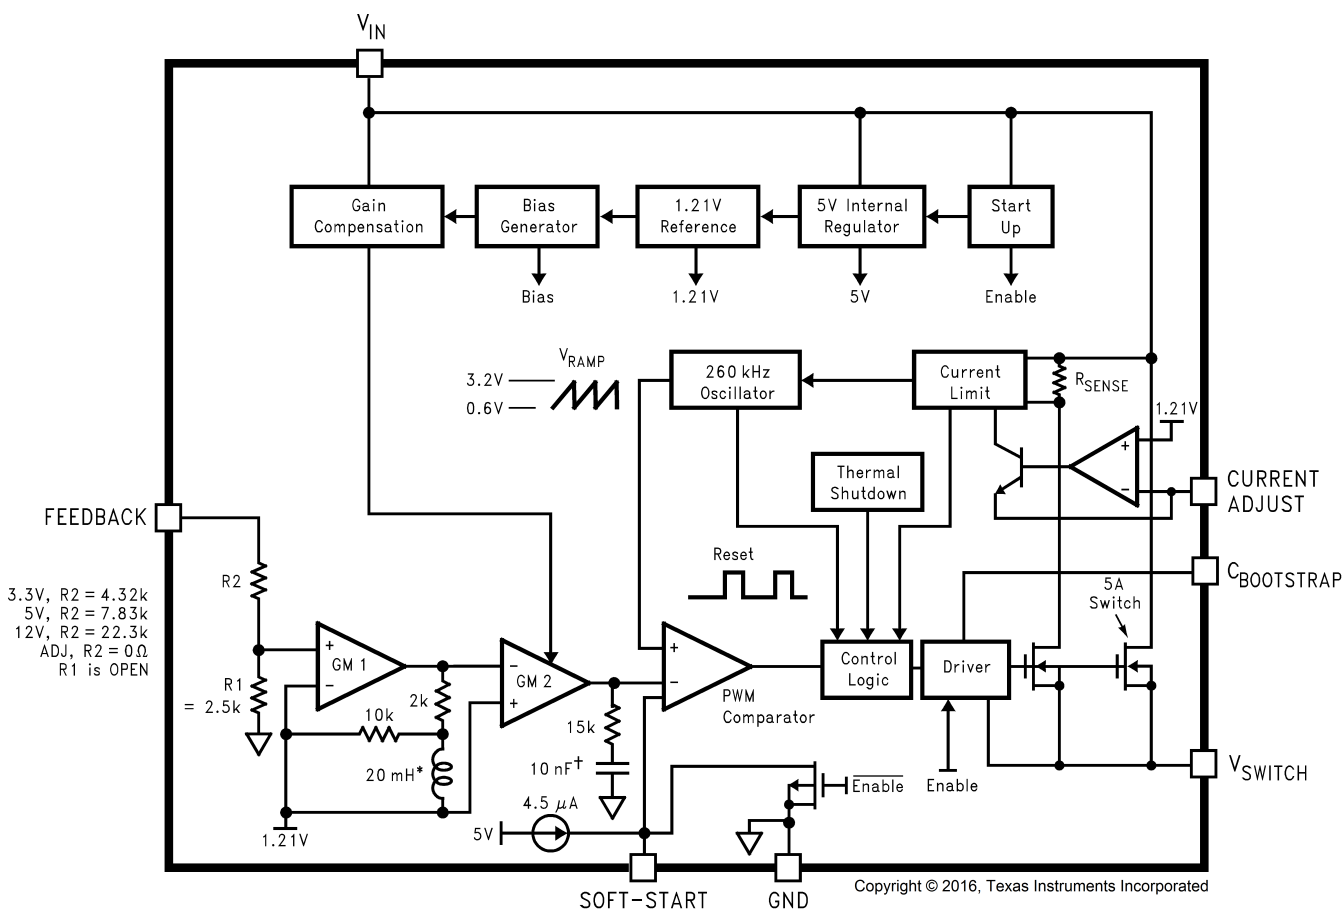 VIN
Gain
Compensation
Bias
Generator
1.21V
Reference
5V Internal
Regulator
Start
Up
Bias
1.21V
5V
Enable
VRAMP
3.2V
0.6V
260 kHz
Oscillator
Current
Limit
RSENSE
1.21V
+
−
CURRENT
ADJUST
Thermal
Shutdown
FEEDBACK
Reset
CBOOTSTRAP
5A
Switch
R2
3.3V, R2 = 4.32k
5V, R2 = 7.83k
12V, R2 = 22.3k
ADJ, R2 = 0Ω
R1 is OPEN
R1
= 2.5k
+
GM 1
−
−
GM 2
+
+
−
PWM
Comparator
Control
Logic
Driver
2k
10k
20 mH*
15k
10 nF†
1.21V
4.5 μA
5V
Enable
Enable
VSWITCH
SOFT-START
GND
Copyright © 2016, Texas Instruments Incorporated